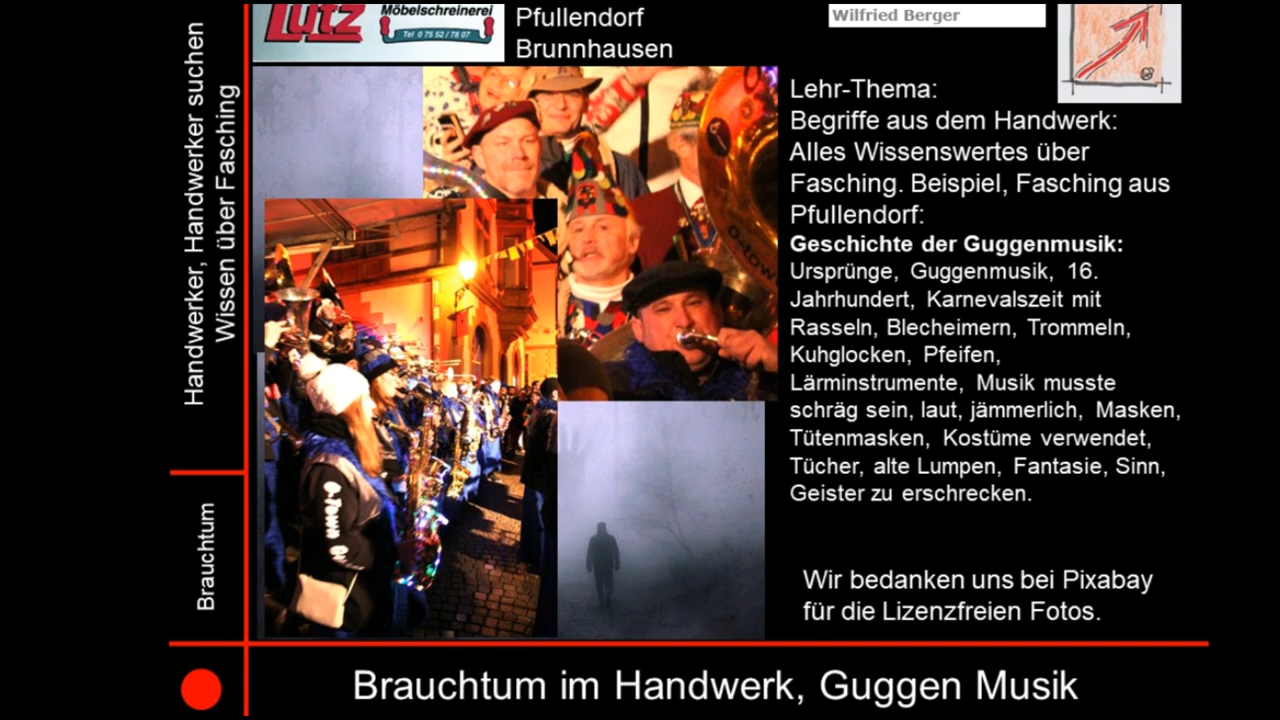 Lutz
Möbelschreinerei
Tel 0 75 52 / 78 07
Pfullendorf
Brunnhausen
Wilfried Berger
Handwerker, Handwerker suchen
Wissen über Fasching
Brauchtum
Lehr-Thema:
Begriffe aus dem Handwerk:
Alles Wissenswertes über
Fasching. Beispiel, Fasching aus
Pfullendorf:
Geschichte der Guggenmusik:
Ursprünge, Guggenmusik, 16.
Jahrhundert, Karnevalszeit mit
Rasseln, Blecheimern, Trommeln,
Kuhglocken, Pfeifen,
Lärminstrumente, Musik musste
schräg sein, laut, jämmerlich, Masken,
Tütenmasken, Kostüme verwendet,
Tücher, alte Lumpen, Fantasie, Sinn,
Geister zu erschrecken.
o-tow
o-Town
Wir bedanken uns bei Pixabay
für die Lizenzfreien Fotos.
Brauchtum im Handwerk, Guggen Musik